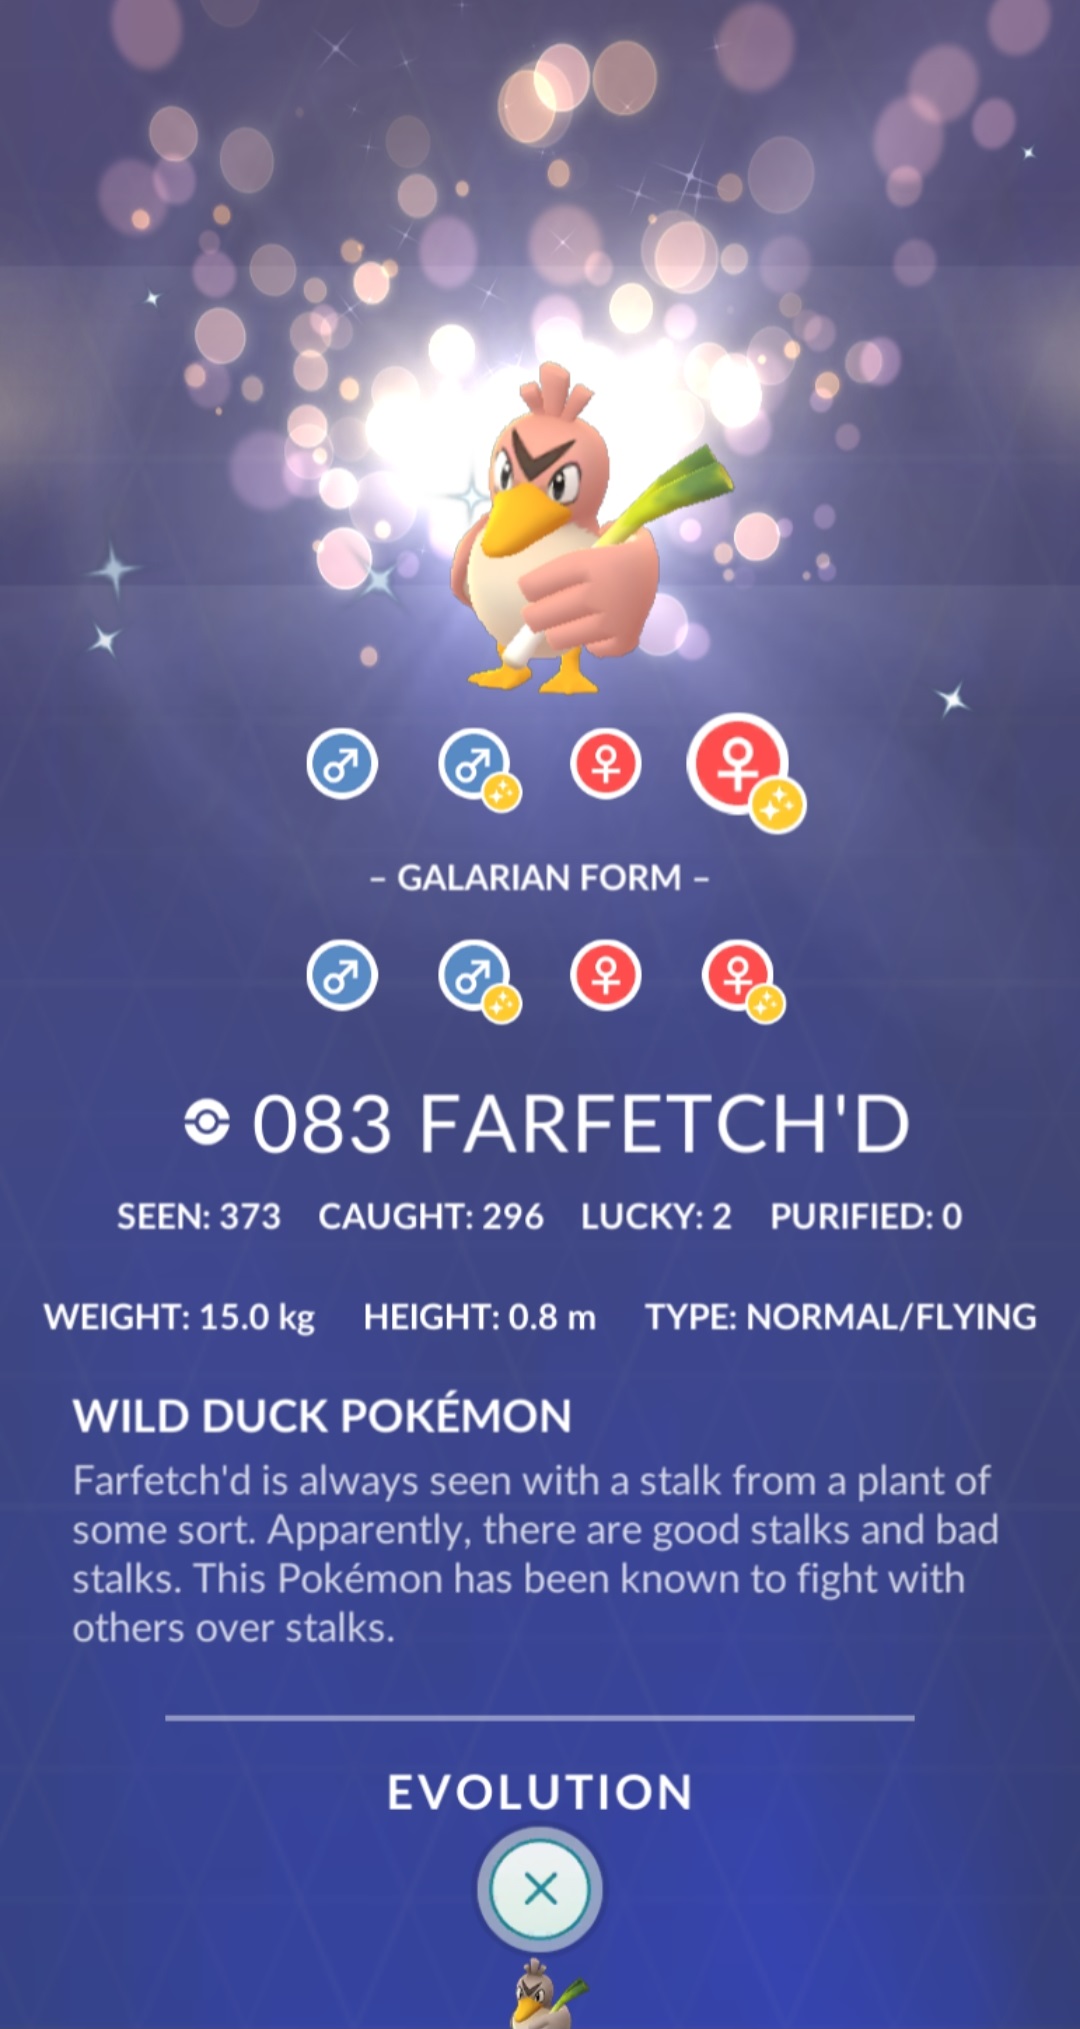 – GALARIAN FORM –
083 FARFETCH'D
SEEN: 373 CAUGHT: 296 LUCKY: 2 PURIFIED: 0
WEIGHT: 15.0 kg HEIGHT: 0.8 m TYPE: NORMAL/FLYING
WILD DUCK POKÉMON
Farfetch'd is always seen with a stalk from a plant of
some sort. Apparently, there are good stalks and bad
stalks. This Pokémon has been known to fight with
others over stalks.
EVOLUTION